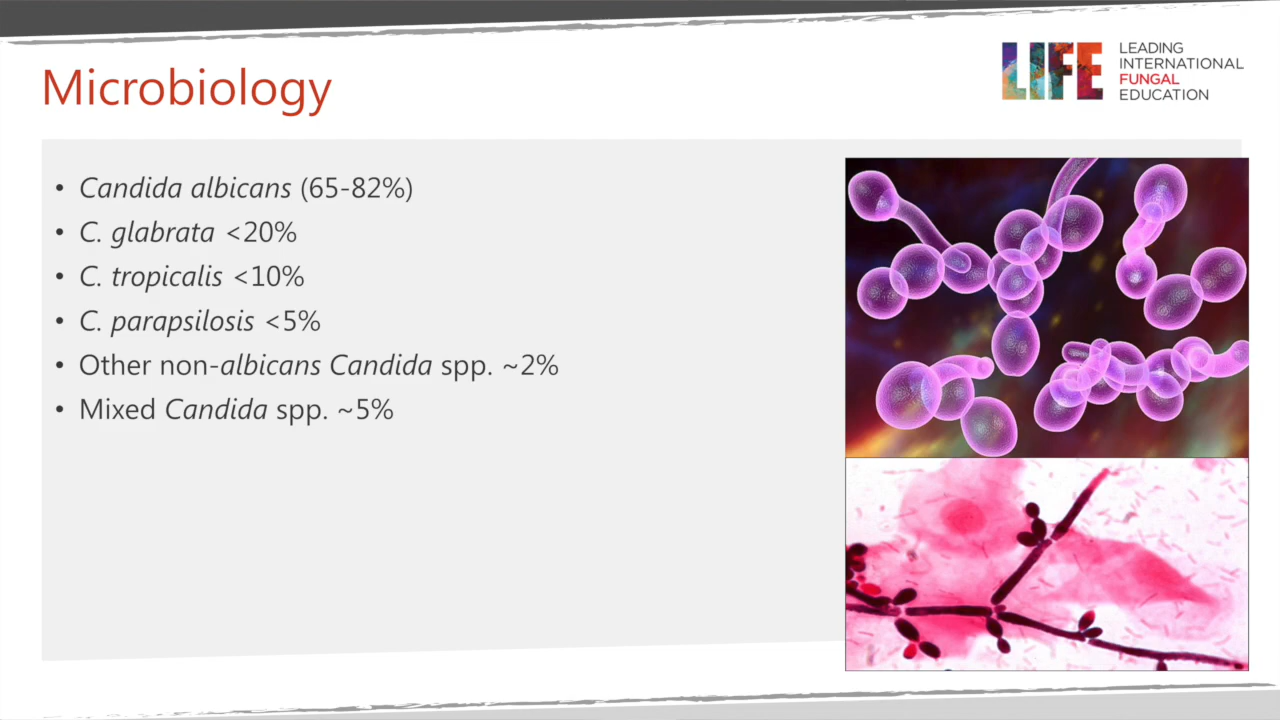 Microbiology
LIFE
LEADING
INTERNATIONAL
FUNGAL
EDUCATION
• Candida albicans (65-82%)
• C. glabrata <20%
• C. tropicalis <10%
• C. parapsilosis <5%
• Other non-albicans Candida spp. ~2%
• Mixed Candida spp. ~5%